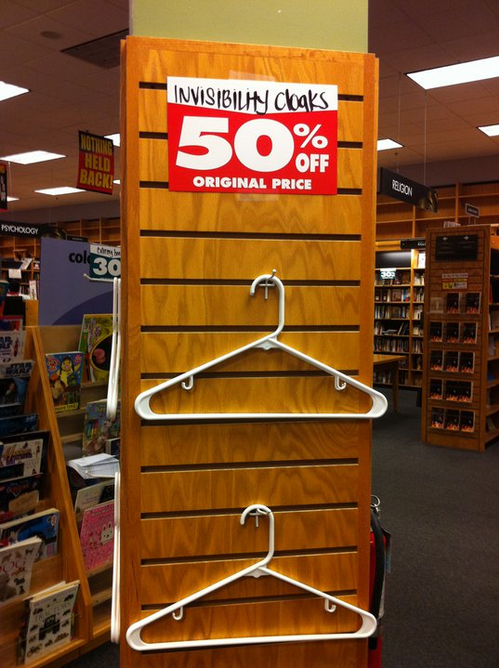 INVISIBILITY Cloaks
50% OFF
ORIGINAL PRICE
NOTHING
HELD
BACK!
RELIGION
PSYCHOLOGY
30